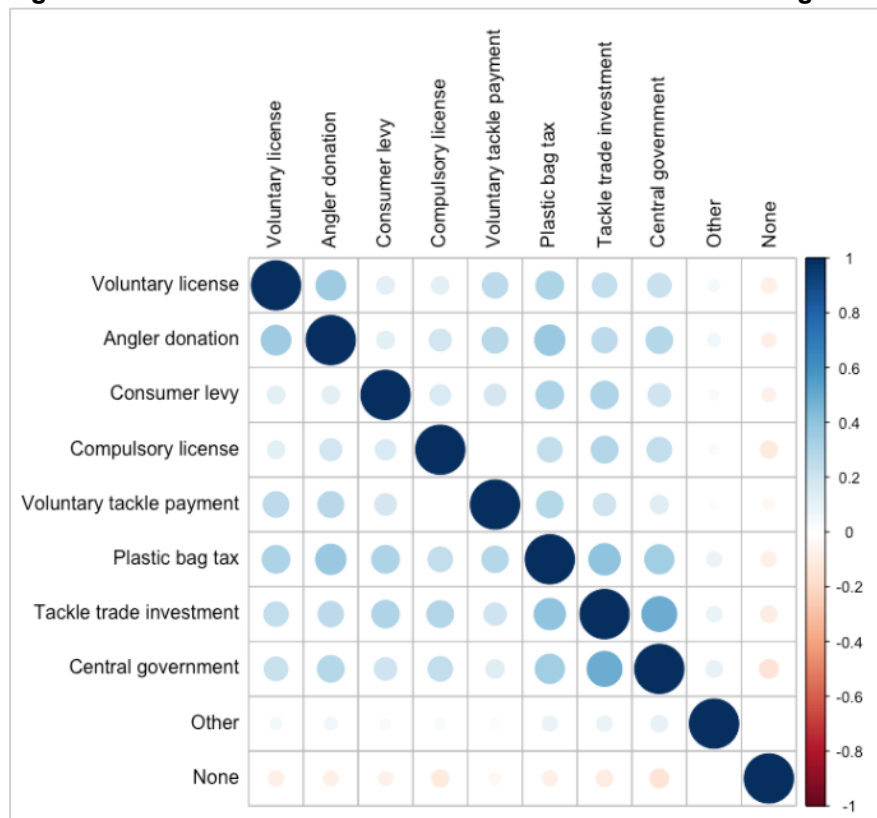 Voluntary license
Angler donation
Consumer levy
Compulsory license
Voluntary tackle payment
Plastic bag tax
Tackle trade investment
Central government
Other
None
Voluntary license
Angler donation
Consumer levy
Compulsory license
Voluntary tackle payment
Plastic bag tax
Tackle trade investment
Central government
Other
None
1
0.8
0.6
0.4
0.2
0
-0.2
-0.4
-0.6
-0.8
-1